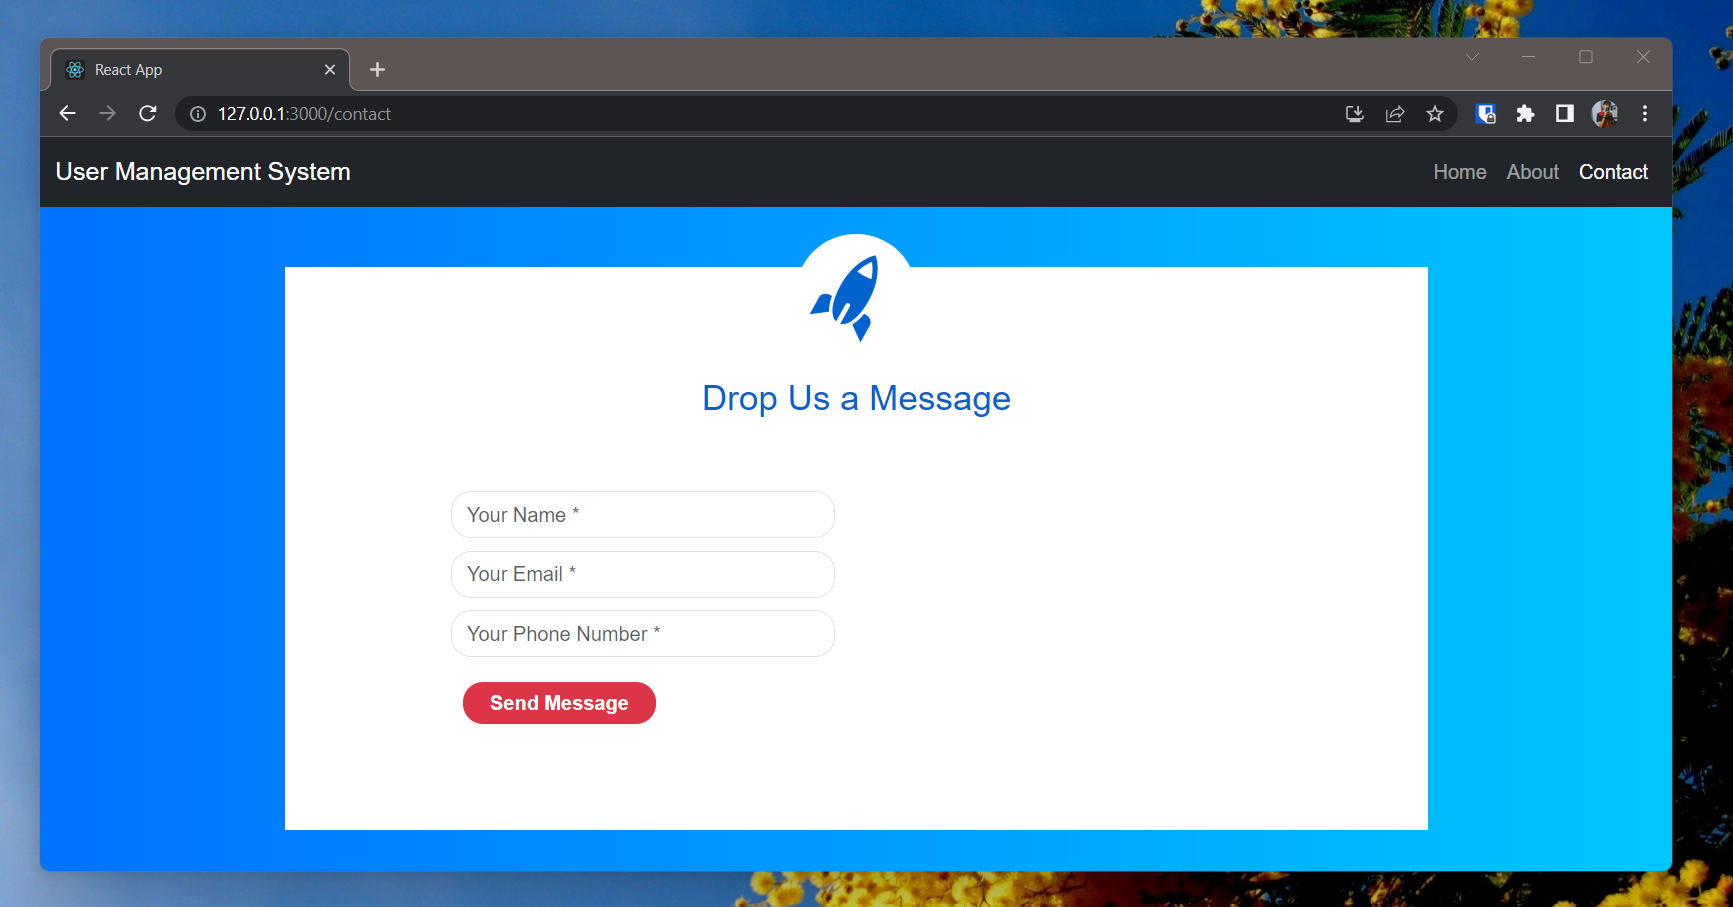 React App
127.0.0.1:3000/contact
User Management System
Home About Contact
Drop Us a Message
Your Name *
Your Email *
Your Phone Number *
Send Message